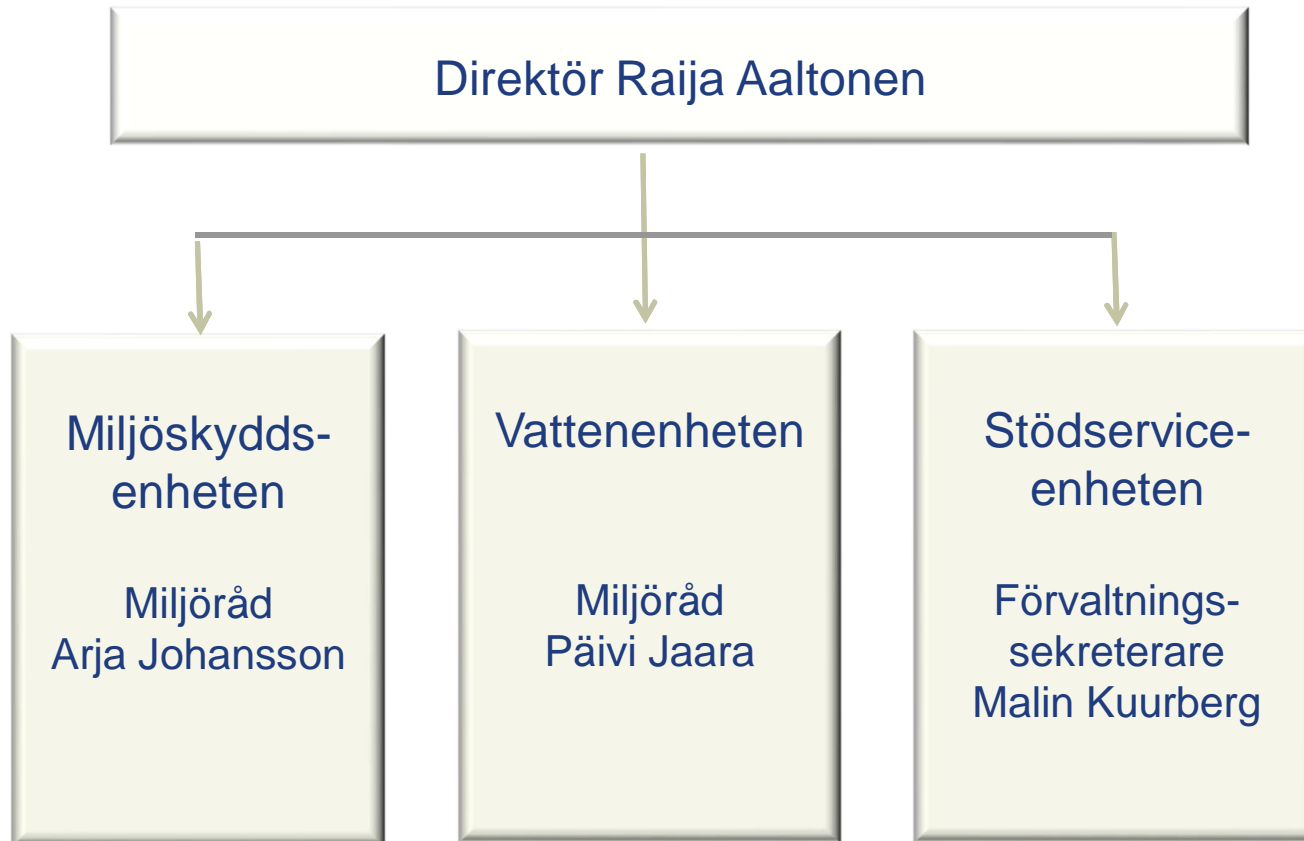 Direktör Raija Aaltonen
Miljöskydds-
enheten
Miljöråd
Arja Johansson
Vattenenheten
Miljöråd
Päivi Jaara
Stödservice-
enheten
Förvaltnings-
sekreterare
Malin Kuurberg